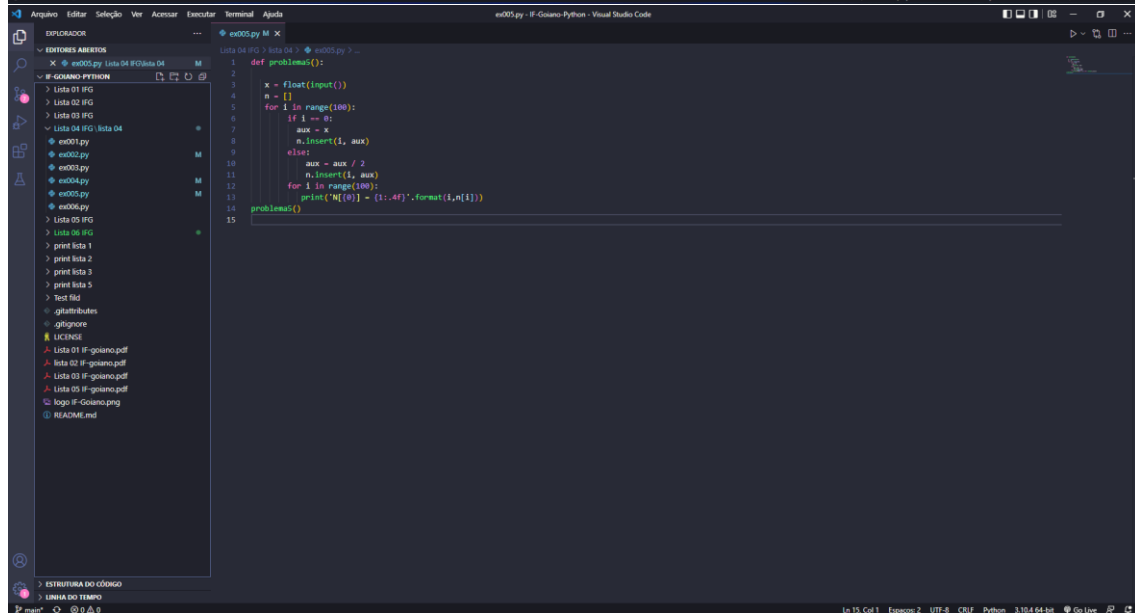 Arquivo Editar Seleção Ver Acessar Executar Terminal Ajuda
ex005.py - IF-Goiano-Python - Visual Studio Code
EXPLORADOR
EDITORES ABERTOS
ex005.py Lista 04 IFG\lista 04 M
IF-GOIANO-PYTHON
Lista 01 IFG
Lista 02 IFG
Lista 03 IFG
Lista 04 IFG \ lista 04
ex001.py
ex002.py M
ex003.py
ex004.py M
ex005.py M
ex006.py
Lista 05 IFG
Lista 06 IFG
print lista 1
print lista 2
print lista 3
print lista 5
Test fild
.gitattributes
.gitignore
LICENSE
Lista 01 IF-goiano.pdf
lista 02 IF-goiano.pdf
Lista 03 IF-goiano.pdf
Lista 05 IF-goiano.pdf
logo IF-Goiano.png
README.md
ESTRUTURA DO CÓDIGO
LINHA DO TEMPO
ex005.py M
Lista 04 IFG > lista 04 > ex005.py > ...
1 def problema5():
2
3 x = float(input())
4 n = []
5 for i in range(100):
6 if i == 0:
7 aux = x
8 n.insert(i, aux)
9 else:
10 aux = aux / 2
11 n.insert(i, aux)
12 for i in range(100):
13 print('N[{0}] = {1:.4f}'.format(i,n[i]))
14 problema5()
15
main* 0 0 Ln 15, Col 1 Espaços: 2 UTF-8 CRLF Python 3.10.4 64-bit Go Live